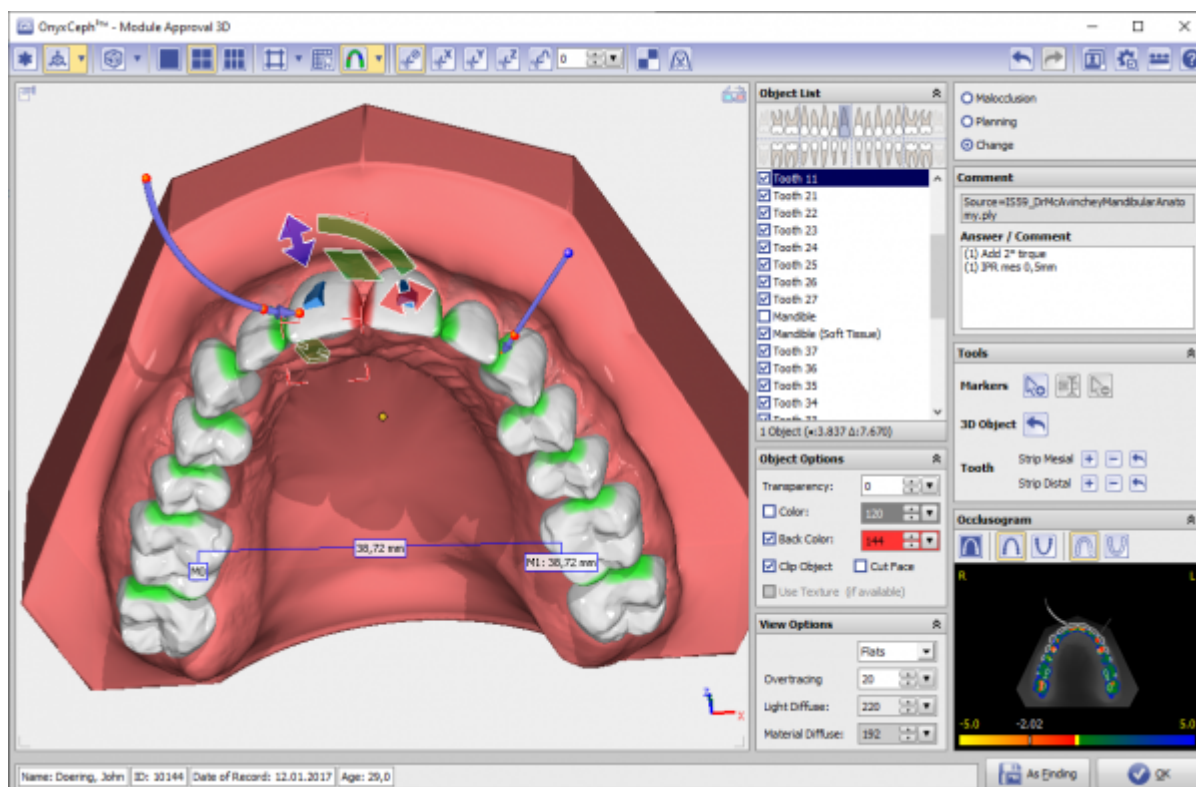 OnyxCeph³ᵀᴹ - Module Approval 3D
0
Object List
Tooth 11
Tooth 21
Tooth 22
Tooth 23
Tooth 24
Tooth 25
Tooth 26
Tooth 27
Mandible
Mandible (Soft Tissue)
Tooth 37
Tooth 36
Tooth 35
Tooth 34
1 Object (•:3.837 Δ:7.670)
Object Options
Transparency: 0
Color: 120
Back Color: 144
Clip Object Cut Face
Use Texture (if available)
View Options
Flats
Overtracing 20
Light Diffuse: 220
Material Diffuse: 192
Malocclusion
Planning
Change
Comment
Source=IS59_DrMcAvincheyMandibularAnato
my.ply
Answer / Comment
(1) Add 2° tirque
(1) IPR mes 0,5mm
Tools
Markers
3D Object
Tooth Strip Mesial
Strip Distal
Occlusogram
R L
-5.0 -2.02 5.0
38,72 mm
M0
M1: 38,72 mm
z
x
Name: Doering, John ID: 10144 Date of Record: 12.01.2017 Age: 29,0
As Finding OK